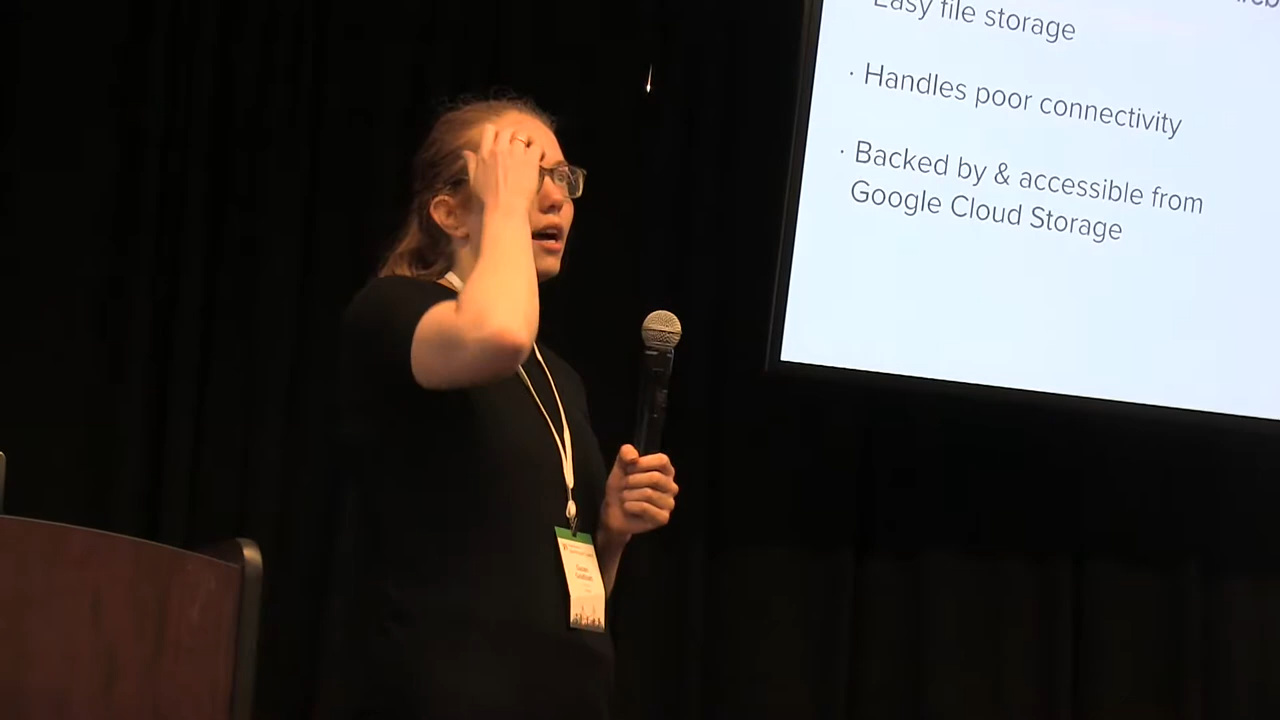 Easy file storage
· Handles poor connectivity
· Backed by & accessible from
Google Cloud Storage